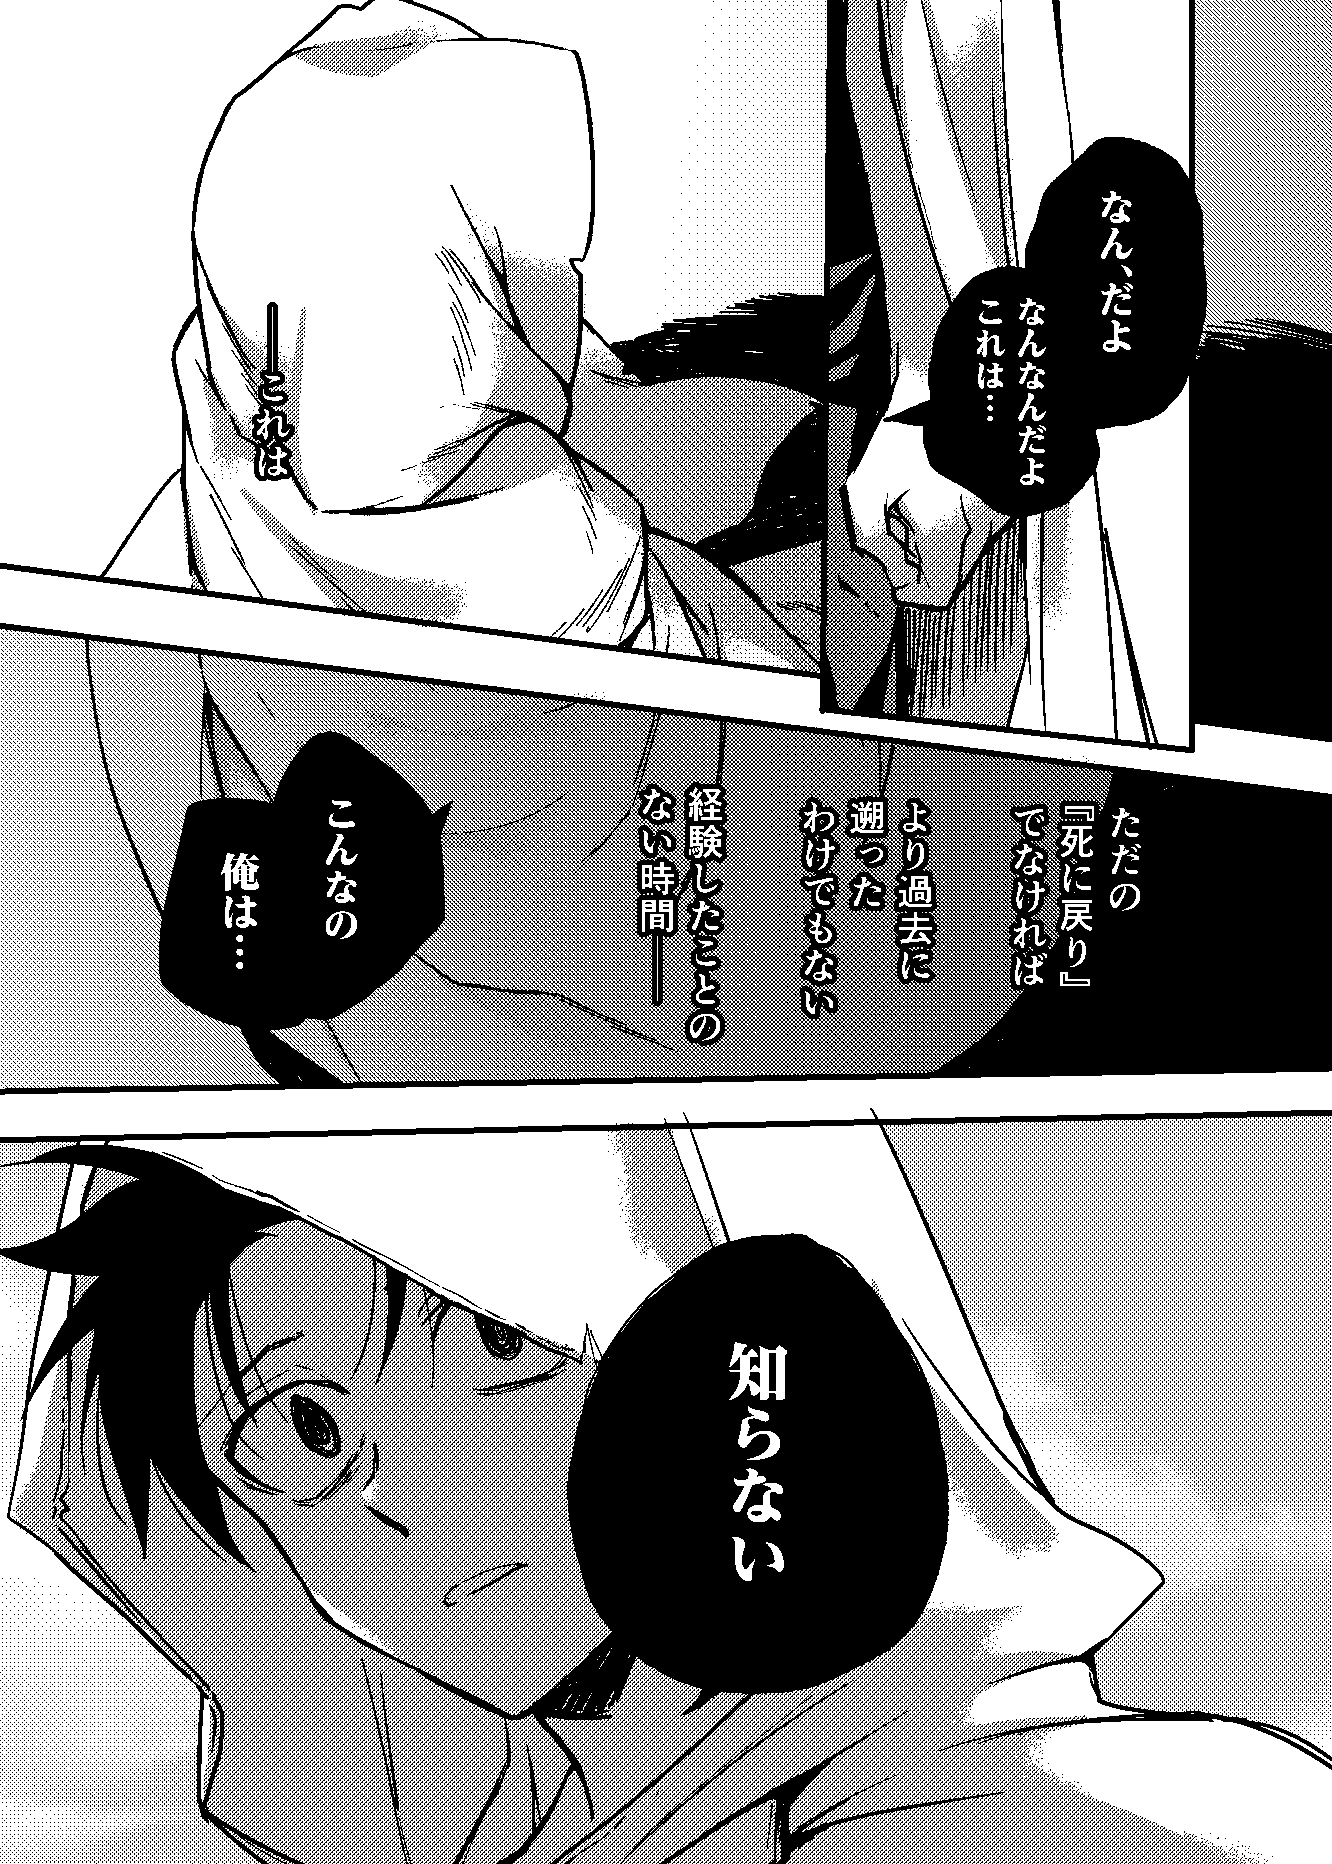 なん、だよ
なんなんだよ
これは…
──これは
ただの
『死に戻り』
でなければ
より過去に
遡った
わけでもない
経験したことの
ない時間──
こんなの
俺は…
知らない